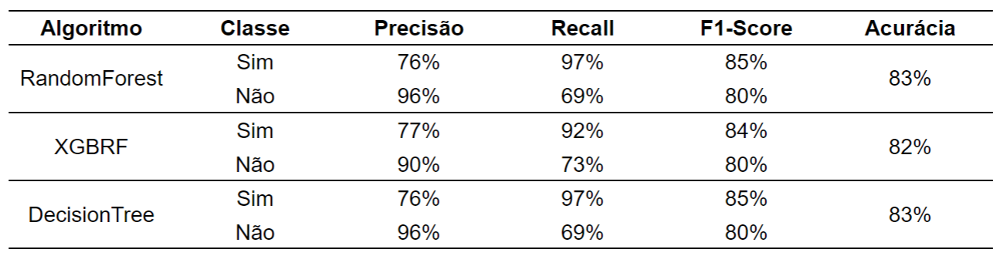 Algoritmo Classe Precisão Recall F1-Score Acurácia
RandomForest Sim 76% 97% 85% 83%
Não 96% 69% 80%
XGBRF Sim 77% 92% 84% 82%
Não 90% 73% 80%
DecisionTree Sim 76% 97% 85% 83%
Não 96% 69% 80%